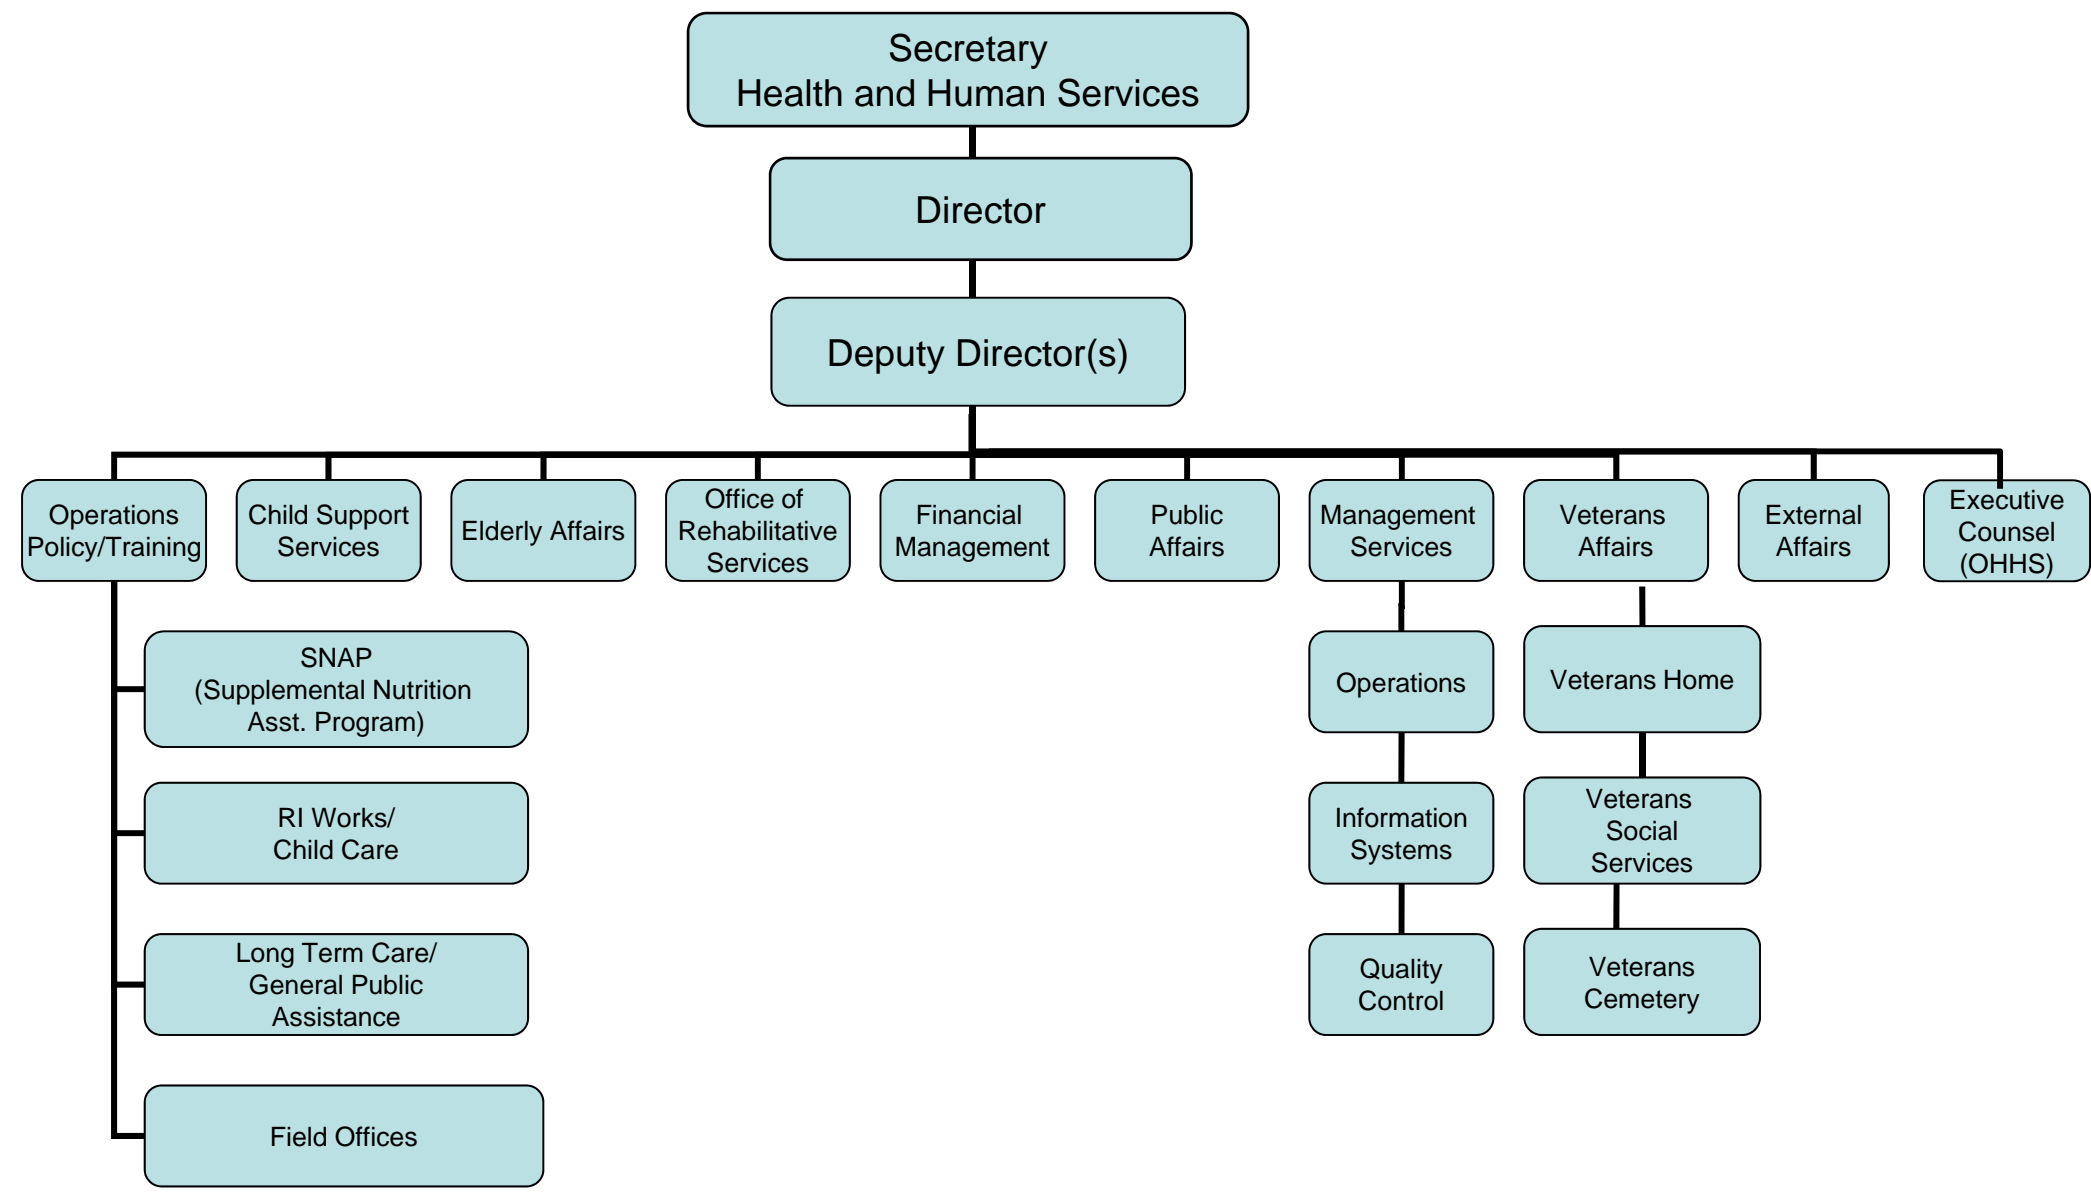 Secretary
Health and Human Services
Director
Deputy Director(s)
Operations
Policy/Training
Child Support
Services
Elderly Affairs
Office of
Rehabilitative
Services
Financial
Management
Public
Affairs
Management
Services
Veterans
Affairs
External
Affairs
Executive
Counsel
(OHHS)
SNAP
(Supplemental Nutrition
Asst. Program)
RI Works/
Child Care
Long Term Care/
General Public
Assistance
Field Offices
Operations
Information
Systems
Quality
Control
Veterans Home
Veterans
Social
Services
Veterans
Cemetery